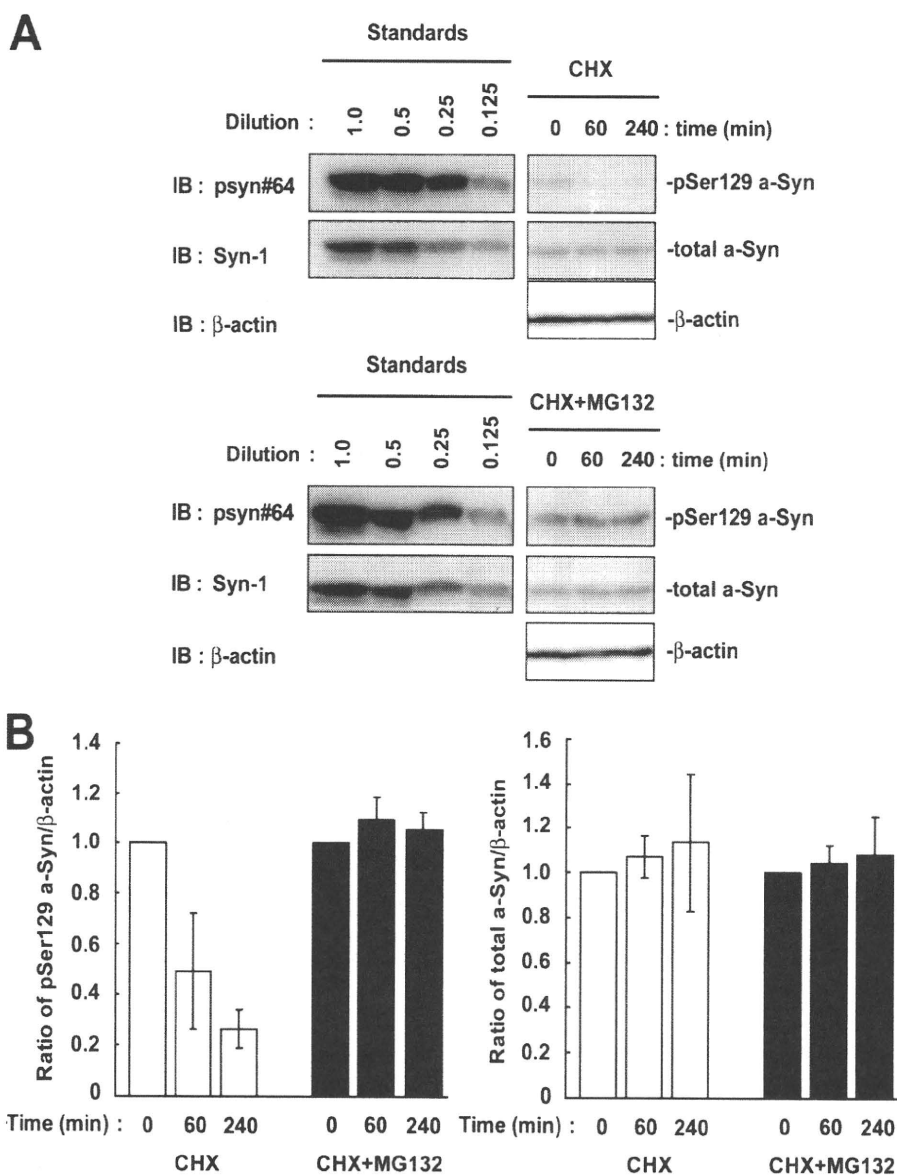 A
Standards
CHX
Dilution : 1.0 0.5 0.25 0.125
0 60 240 : time (min)
IB : psyn#64
-pSer129 a-Syn
IB : Syn-1
-total a-Syn
IB : β-actin
-β-actin
Standards
CHX+MG132
Dilution : 1.0 0.5 0.25 0.125
0 60 240 : time (min)
IB : psyn#64
-pSer129 a-Syn
IB : Syn-1
-total a-Syn
IB : β-actin
-β-actin
B
Ratio of pSer129 a-Syn/β-actin
1.4
1.2
1.0
0.8
0.6
0.4
0.2
0
Time (min) : 0 60 240 0 60 240
CHX CHX+MG132
Ratio of total a-Syn/β-actin
1.6
1.4
1.2
1.0
0.8
0.6
0.4
0.2
0
Time (min) : 0 60 240 0 60 240
CHX CHX+MG132